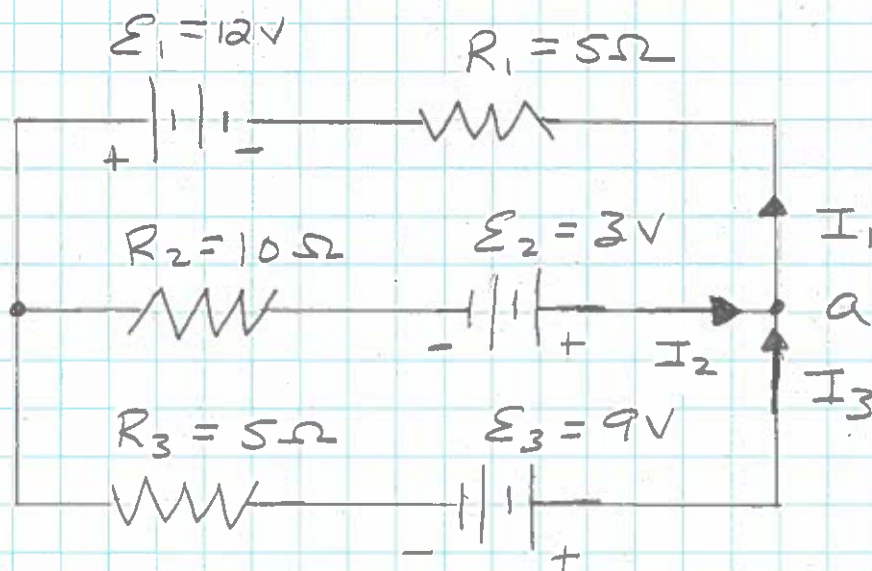 ε₁ = 12V
R₁ = 5Ω
+ -
I₁
R₂ = 10Ω
ε₂ = 3V
a
- +
I₂
I₃
R₃ = 5Ω
ε₃ = 9V
- +